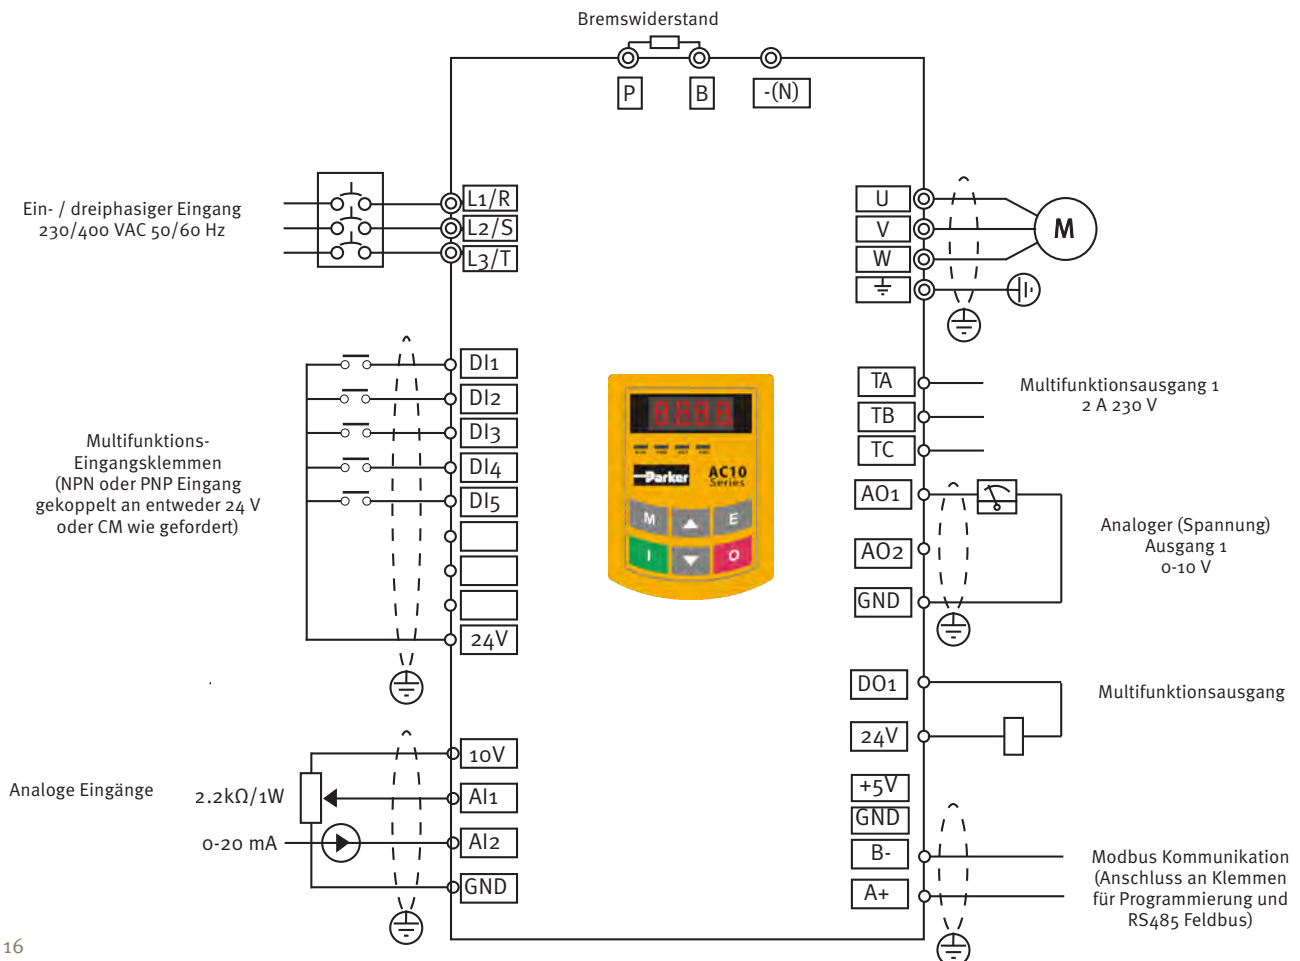 Bremswiderstand
P
B
-(N)
Ein- / dreiphasiger Eingang
230/400 VAC 50/60 Hz
L1/R
L2/S
L3/T
U
V
W
M
Multifunktions-
Eingangsklemmen
(NPN oder PNP Eingang
gekoppelt an entweder 24 V
oder CM wie gefordert)
DI1
DI2
DI3
DI4
DI5
24V
8.8.8.8.
Parker
AC10
Series
M
E
I
O
TA
TB
TC
Multifunktionsausgang 1
2 A 230 V
AO1
AO2
GND
Analoger (Spannung)
Ausgang 1
0-10 V
DO1
24V
Multifunktionsausgang
Analoge Eingänge
2.2kΩ/1W
0-20 mA
10V
AI1
AI2
GND
+5V
GND
B-
A+
Modbus Kommunikation
(Anschluss an Klemmen
für Programmierung und
RS485 Feldbus)
16